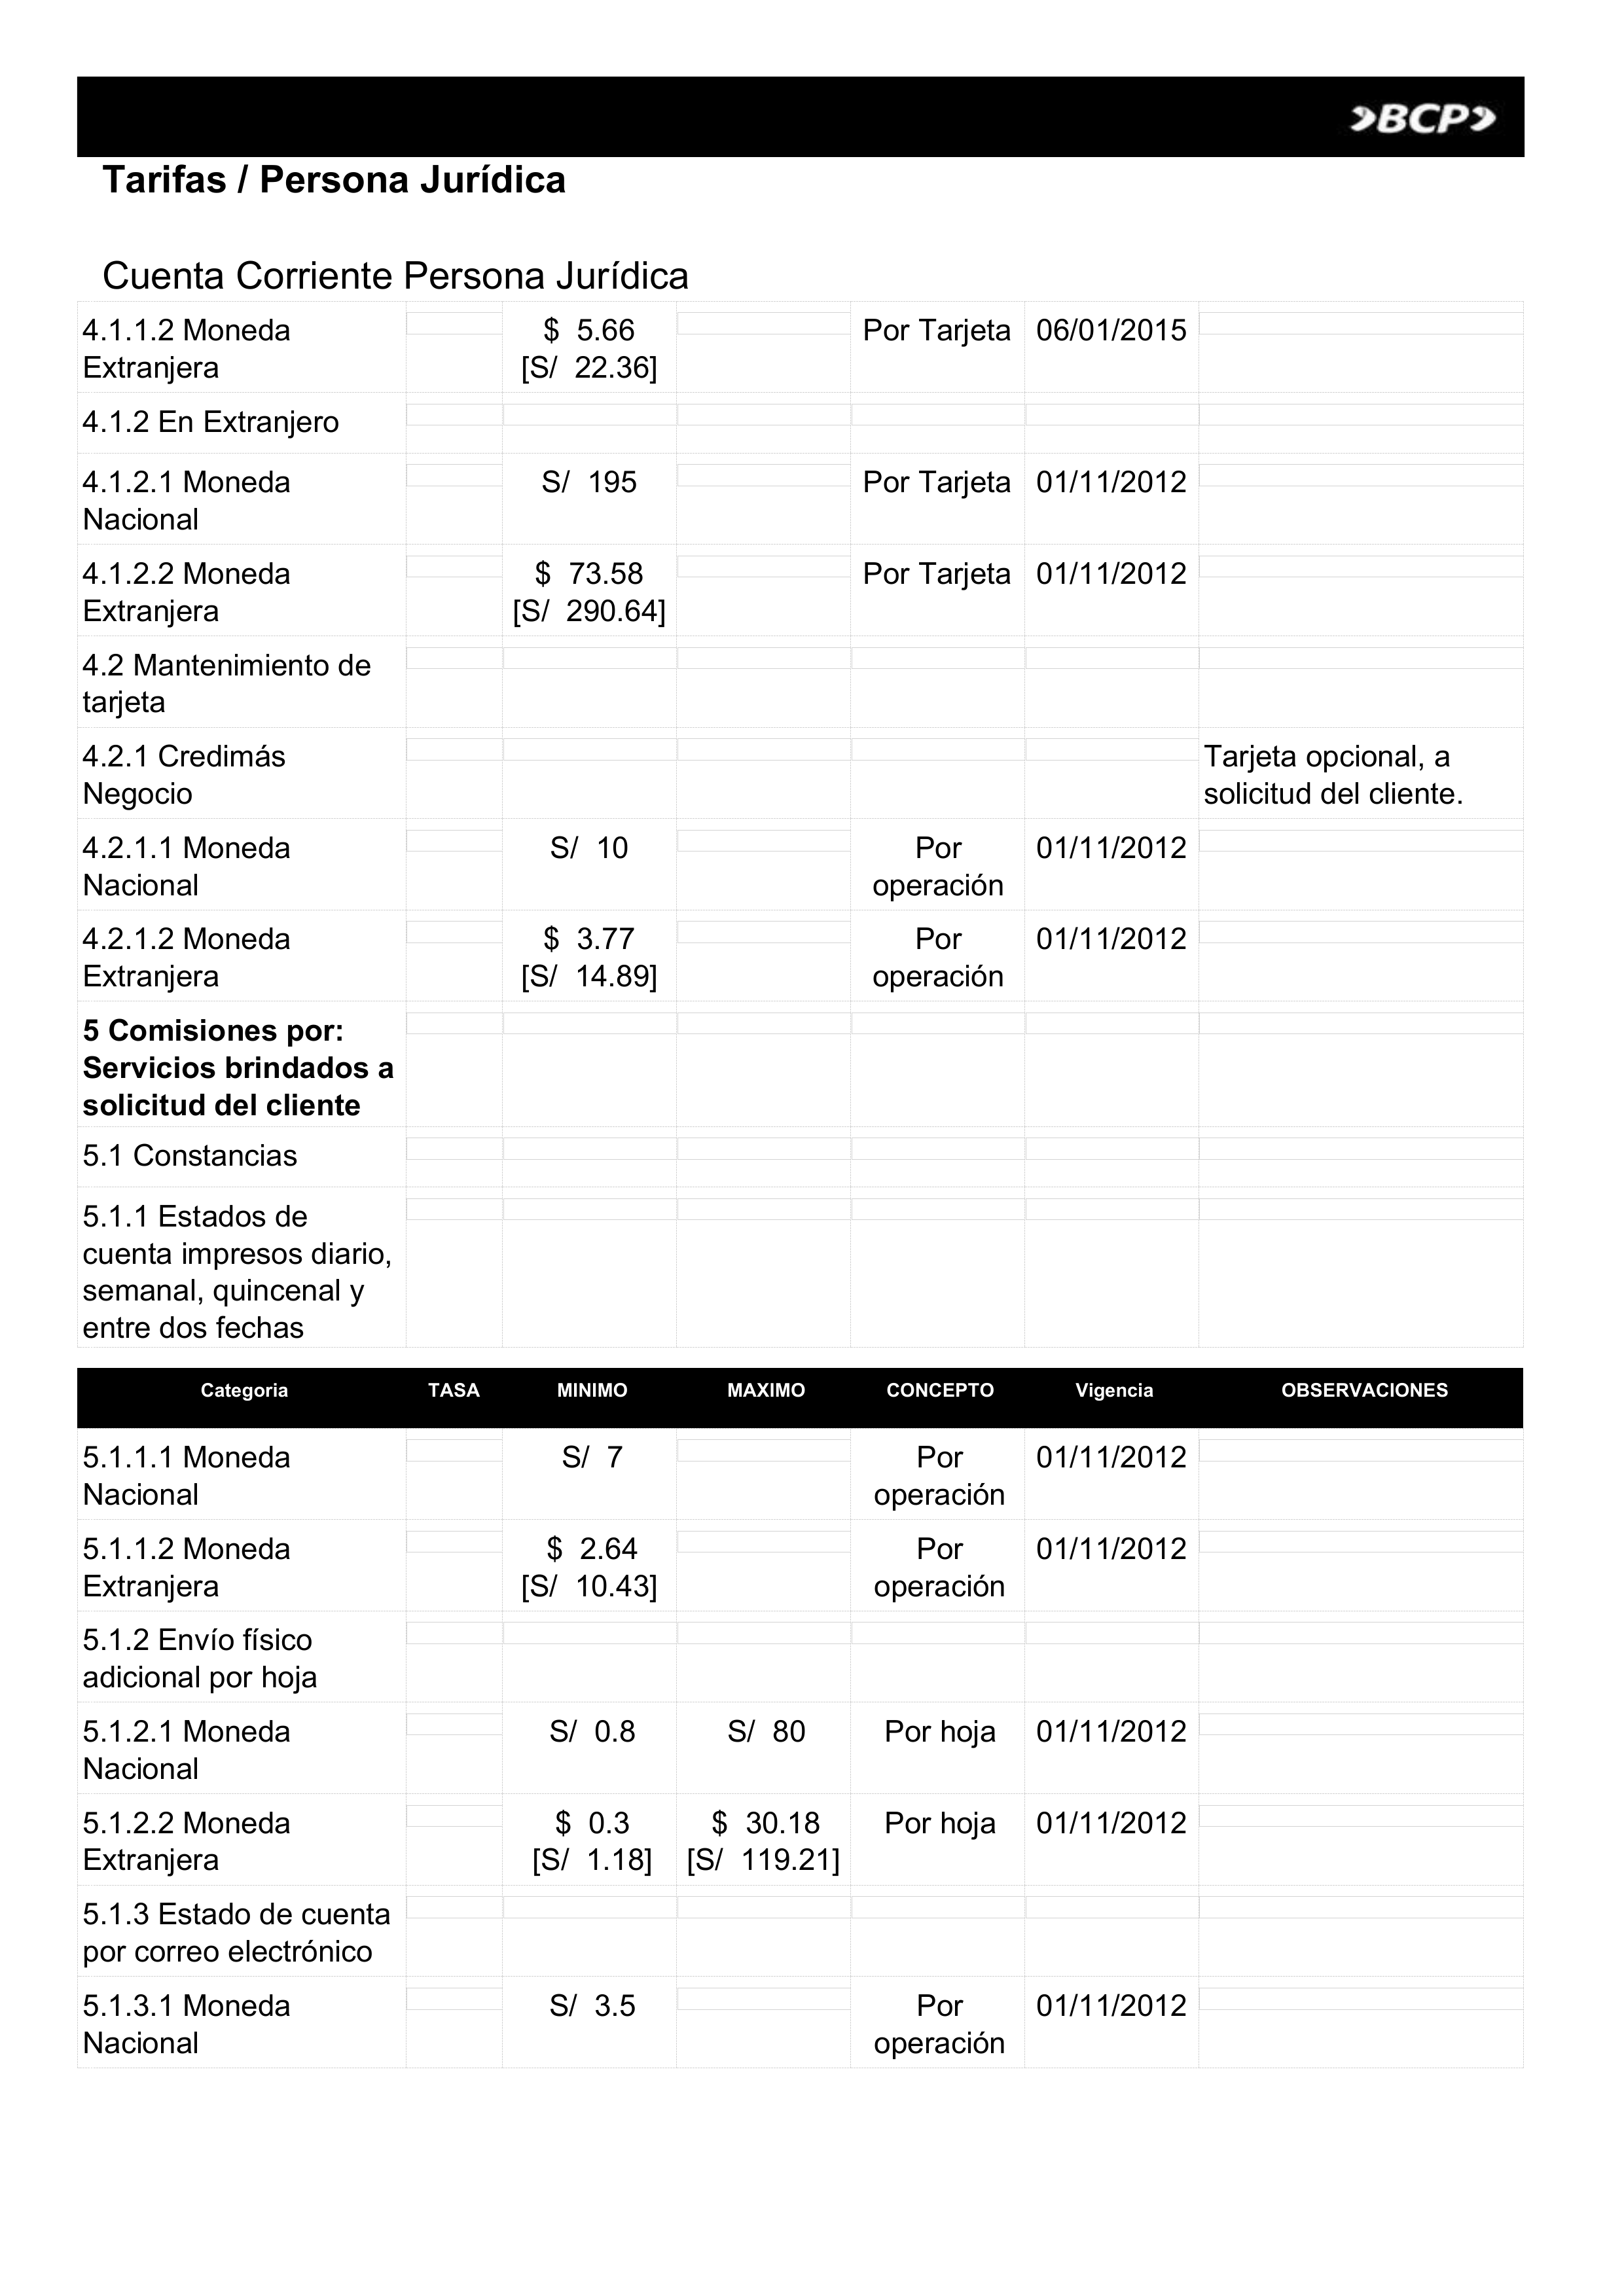 BCP
Tarifas / Persona Jurídica
Cuenta Corriente Persona Jurídica
4.1.1.2 Moneda Extranjera $ 5.66 [S/ 22.36] Por Tarjeta 06/01/2015
4.1.2 En Extranjero
4.1.2.1 Moneda Nacional S/ 195 Por Tarjeta 01/11/2012
4.1.2.2 Moneda Extranjera $ 73.58 [S/ 290.64] Por Tarjeta 01/11/2012
4.2 Mantenimiento de tarjeta
4.2.1 Credimás Negocio Tarjeta opcional, a solicitud del cliente.
4.2.1.1 Moneda Nacional S/ 10 Por operación 01/11/2012
4.2.1.2 Moneda Extranjera $ 3.77 [S/ 14.89] Por operación 01/11/2012
5 Comisiones por: Servicios brindados a solicitud del cliente
5.1 Constancias
5.1.1 Estados de cuenta impresos diario, semanal, quincenal y entre dos fechas
Categoria TASA MINIMO MAXIMO CONCEPTO Vigencia OBSERVACIONES
5.1.1.1 Moneda Nacional S/ 7 Por operación 01/11/2012
5.1.1.2 Moneda Extranjera $ 2.64 [S/ 10.43] Por operación 01/11/2012
5.1.2 Envío físico adicional por hoja
5.1.2.1 Moneda Nacional S/ 0.8 S/ 80 Por hoja 01/11/2012
5.1.2.2 Moneda Extranjera $ 0.3 [S/ 1.18] $ 30.18 [S/ 119.21] Por hoja 01/11/2012
5.1.3 Estado de cuenta por correo electrónico
5.1.3.1 Moneda Nacional S/ 3.5 Por operación 01/11/2012